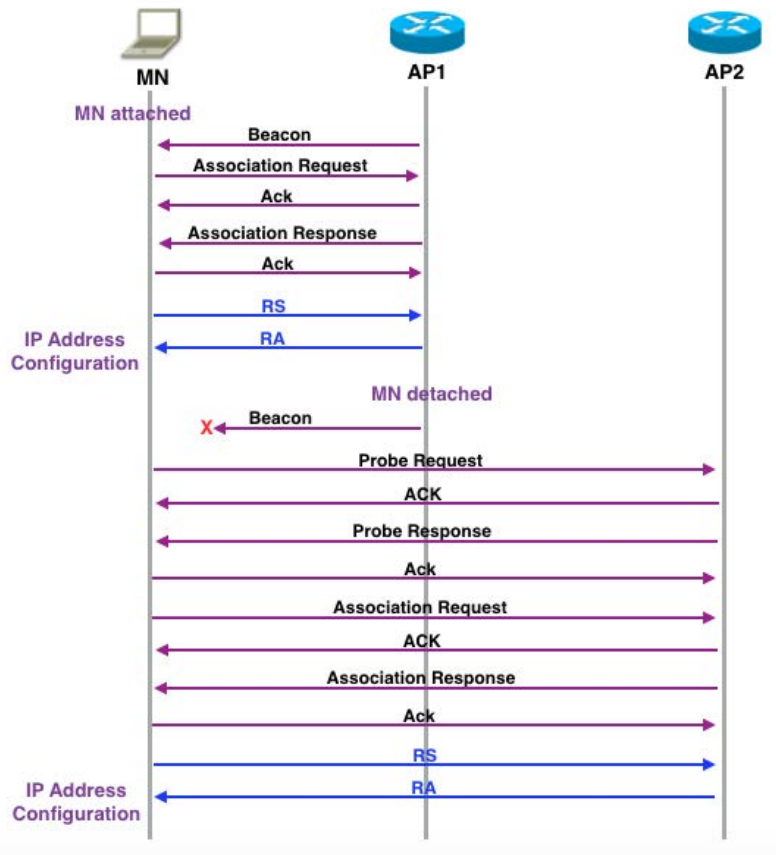 MN
AP1
AP2
MN attached
Beacon
Association Request
Ack
Association Response
Ack
RS
IP Address
Configuration
RA
MN detached
X
Beacon
Probe Request
ACK
Probe Response
Ack
Association Request
ACK
Association Response
Ack
RS
IP Address
Configuration
RA